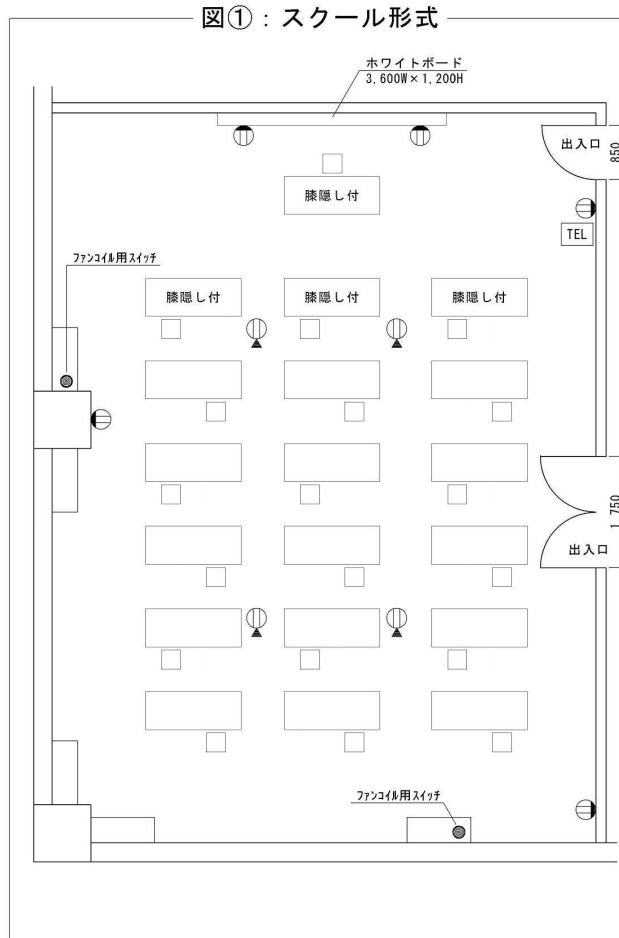 図①：スクール形式
ホワイトボード
3,600W×1,200H
出入口
850
膝隠し付
TEL
ファンコイル用スイッチ
膝隠し付
膝隠し付
膝隠し付
1,750
出入口
ファンコイル用スイッチ